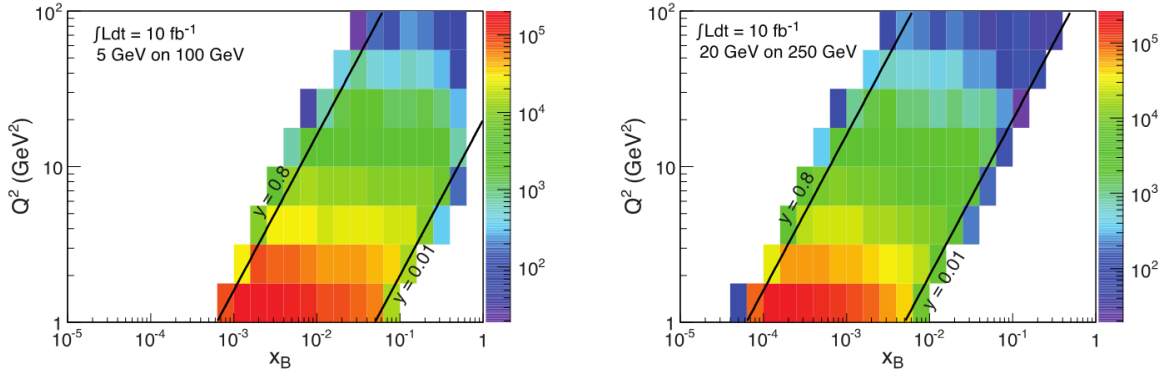 ∫Ldt = 10 fb⁻¹
5 GeV on 100 GeV
Q² (GeV²)
10²
10
1
y = 0.8
y = 0.01
10⁻⁵ 10⁻⁴ 10⁻³ 10⁻² 10⁻¹ 1
x_B
10⁵
10⁴
10³
10²
∫Ldt = 10 fb⁻¹
20 GeV on 250 GeV
Q² (GeV²)
10²
10
1
y = 0.8
y = 0.01
10⁻⁵ 10⁻⁴ 10⁻³ 10⁻² 10⁻¹ 1
x_B
10⁵
10⁴
10³
10²